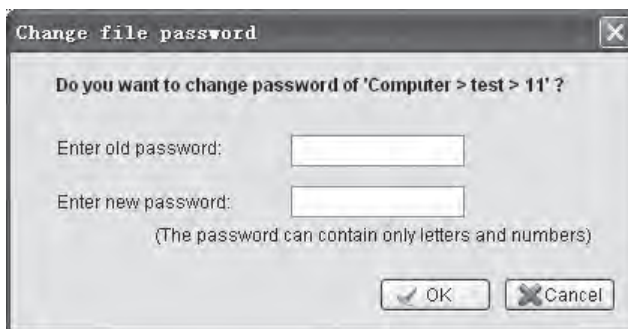 Change file password
Do you want to change password of 'Computer > test > 11' ?
Enter old password:
Enter new password:
(The password can contain only letters and numbers)
OK
Cancel